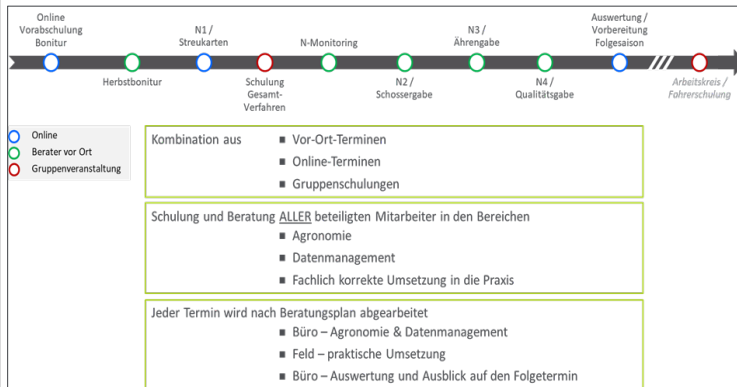 Online
Vorabschulung
Bonitur
Herbstbonitur
N1 /
Streukarten
Schulung
Gesamt-
Verfahren
N-Monitoring
N2 /
Schossergabe
N3 /
Ährengabe
N4 /
Qualitätsgabe
Auswertung /
Vorbereitung
Folgesaison
Arbeitskreis /
Fahrerschulung
Online
Berater vor Ort
Gruppenveranstaltung
Kombination aus ▪ Vor-Ort-Terminen
▪ Online-Terminen
▪ Gruppenschulungen
Schulung und Beratung ALLER beteiligten Mitarbeiter in den Bereichen
▪ Agronomie
▪ Datenmanagement
▪ Fachlich korrekte Umsetzung in die Praxis
Jeder Termin wird nach Beratungsplan abgearbeitet
▪ Büro – Agronomie & Datenmanagement
▪ Feld – praktische Umsetzung
▪ Büro – Auswertung und Ausblick auf den Folgetermin